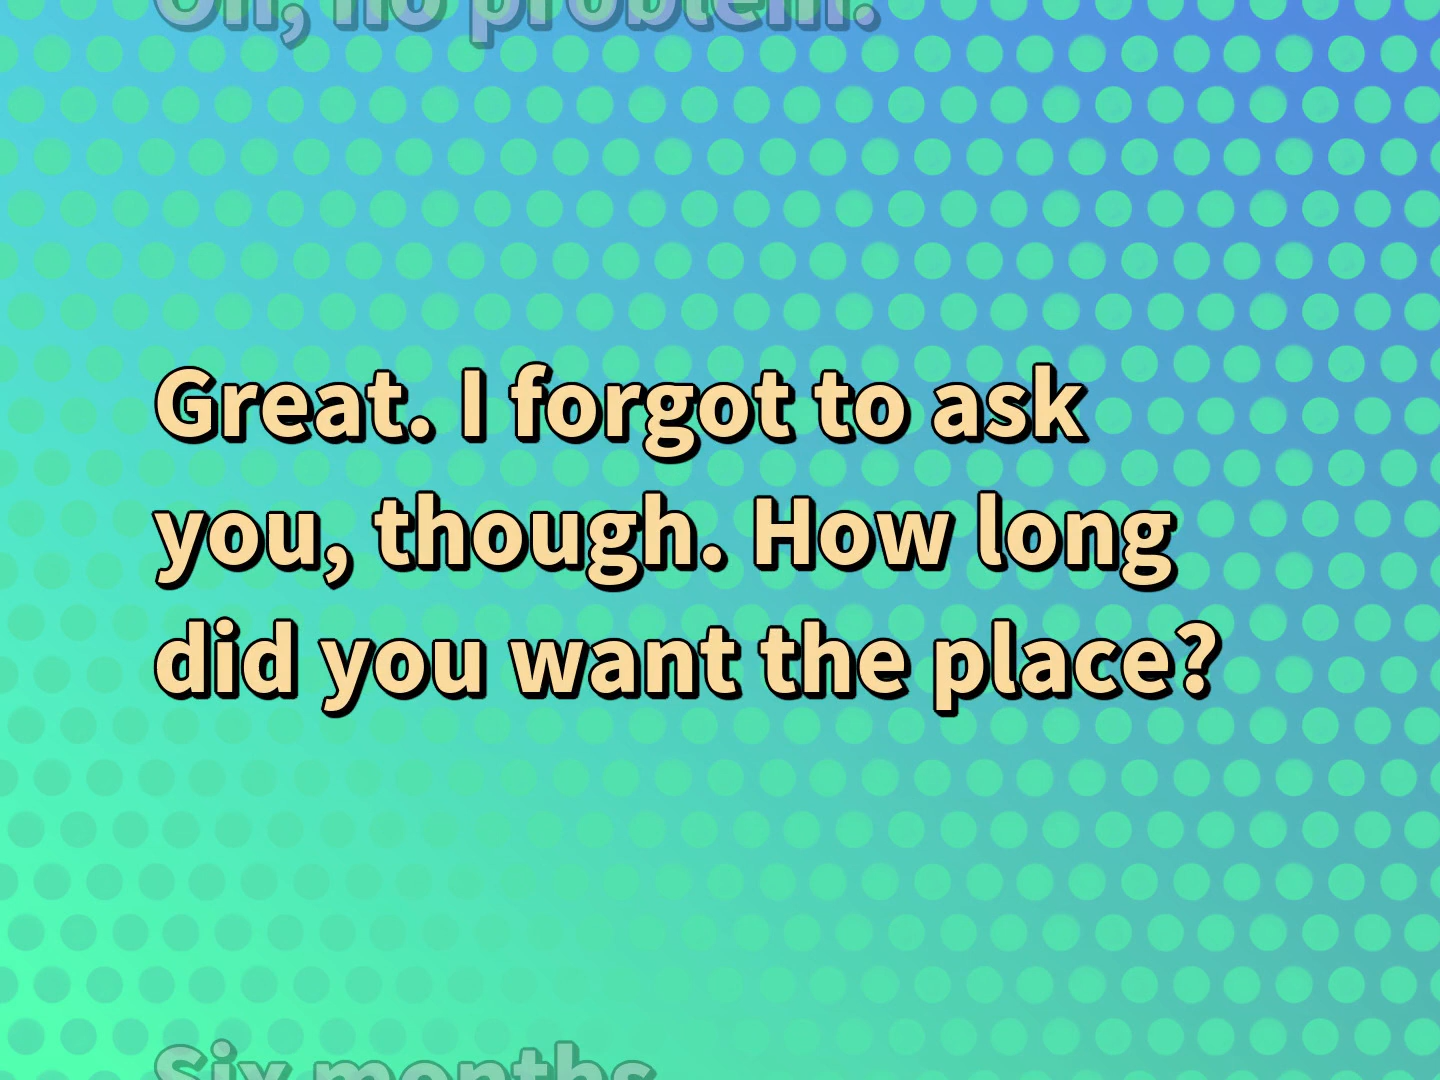 Oh, no problem.
Great. I forgot to ask
you, though. How long
did you want the place?
Six months